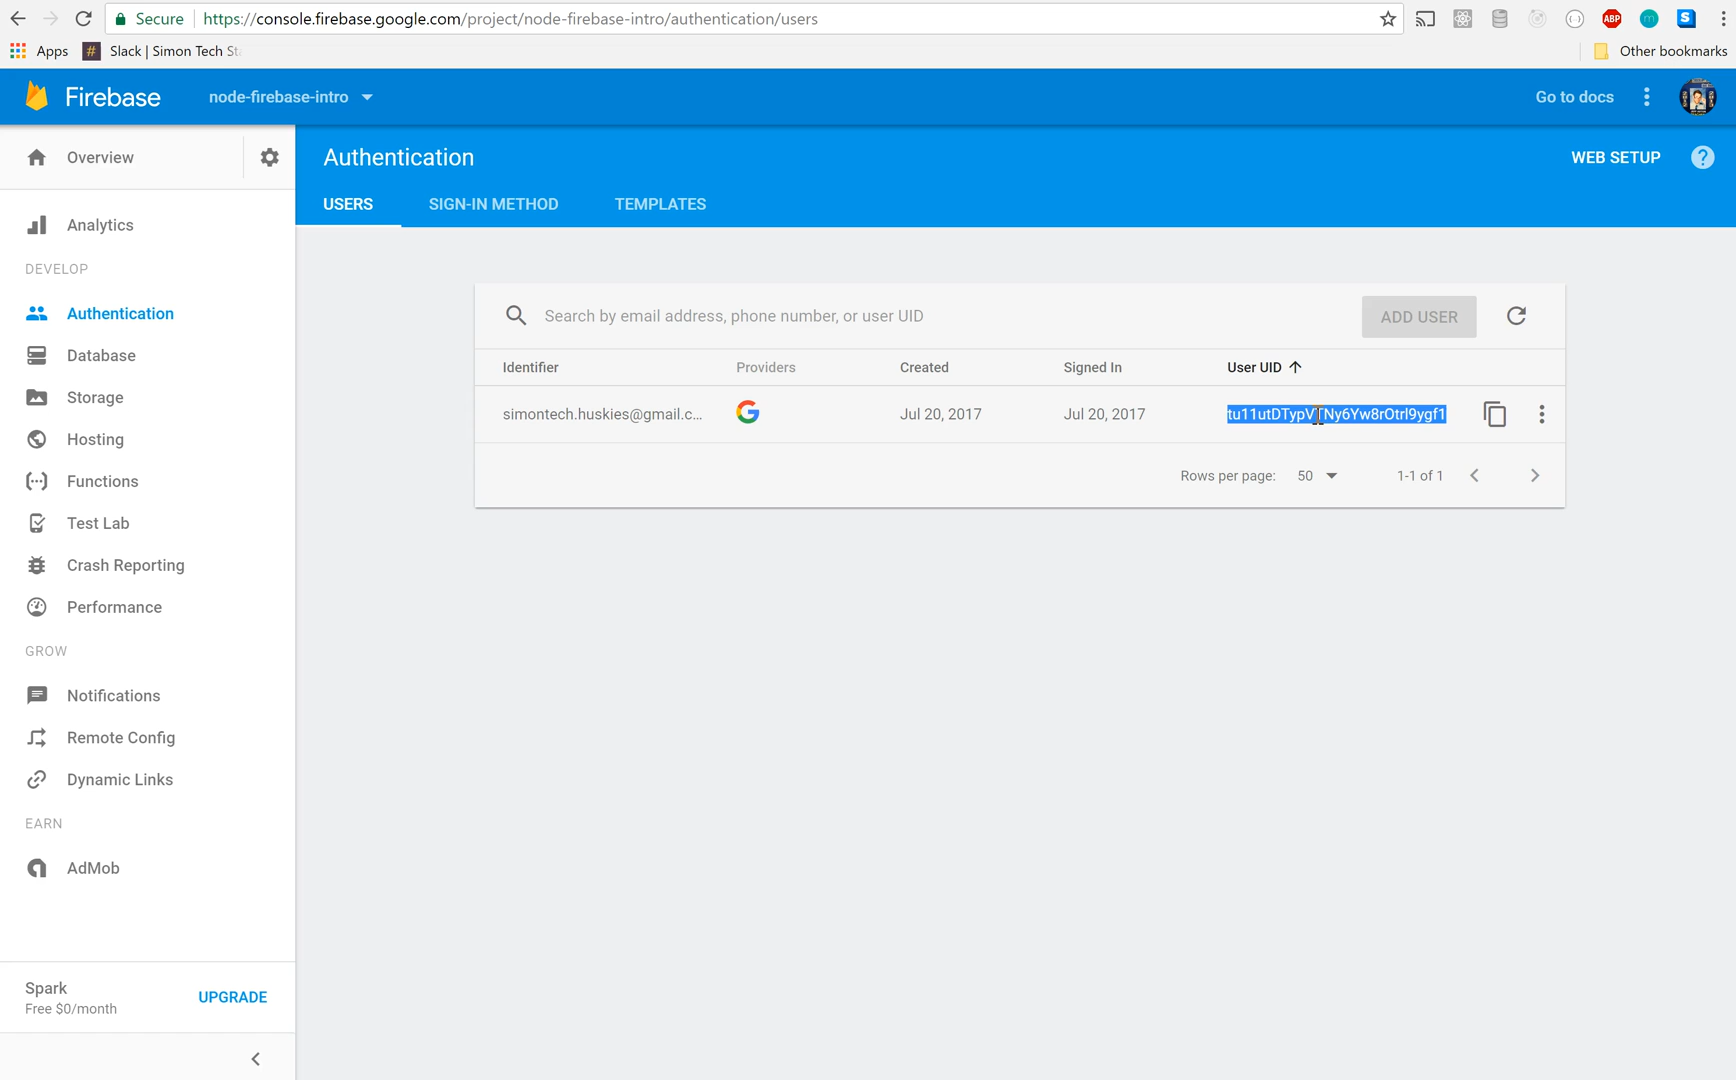 Secure https://console.firebase.google.com/project/node-firebase-intro/authentication/users
ABP
S
Apps
# Slack | Simon Tech St
Other bookmarks
Firebase
node-firebase-intro
Go to docs
Overview
Authentication
WEB SETUP
?
USERS
SIGN-IN METHOD
TEMPLATES
Analytics
DEVELOP
Authentication
Database
Storage
Hosting
Functions
Test Lab
Crash Reporting
Performance
GROW
Notifications
Remote Config
Dynamic Links
EARN
AdMob
Spark
Free $0/month
UPGRADE
Search by email address, phone number, or user UID
ADD USER
Identifier Providers Created Signed In User UID
simontech.huskies@gmail.c... G Jul 20, 2017 Jul 20, 2017
Rows per page: 50 1-1 of 1